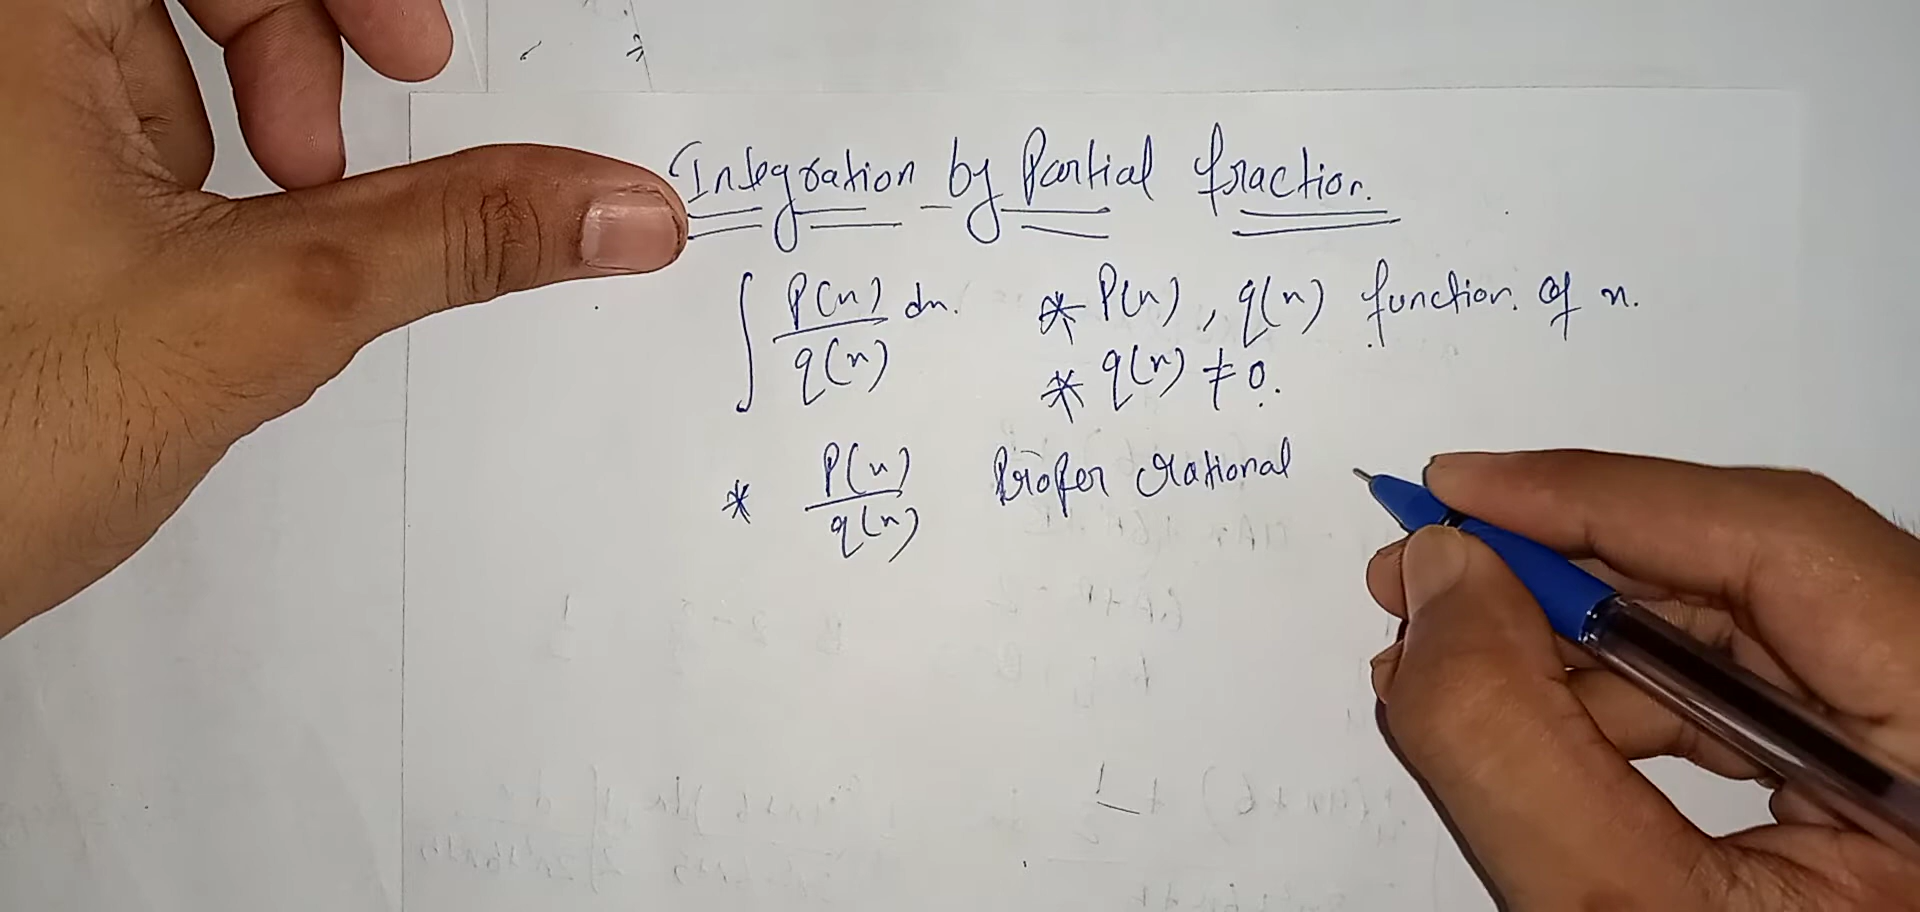 Integration by Partial fraction.
∫ P(x)/q(x) dx. * P(x), q(x) function. of x.
* q(x) ≠ 0.
* P(x)/q(x) Proper rational